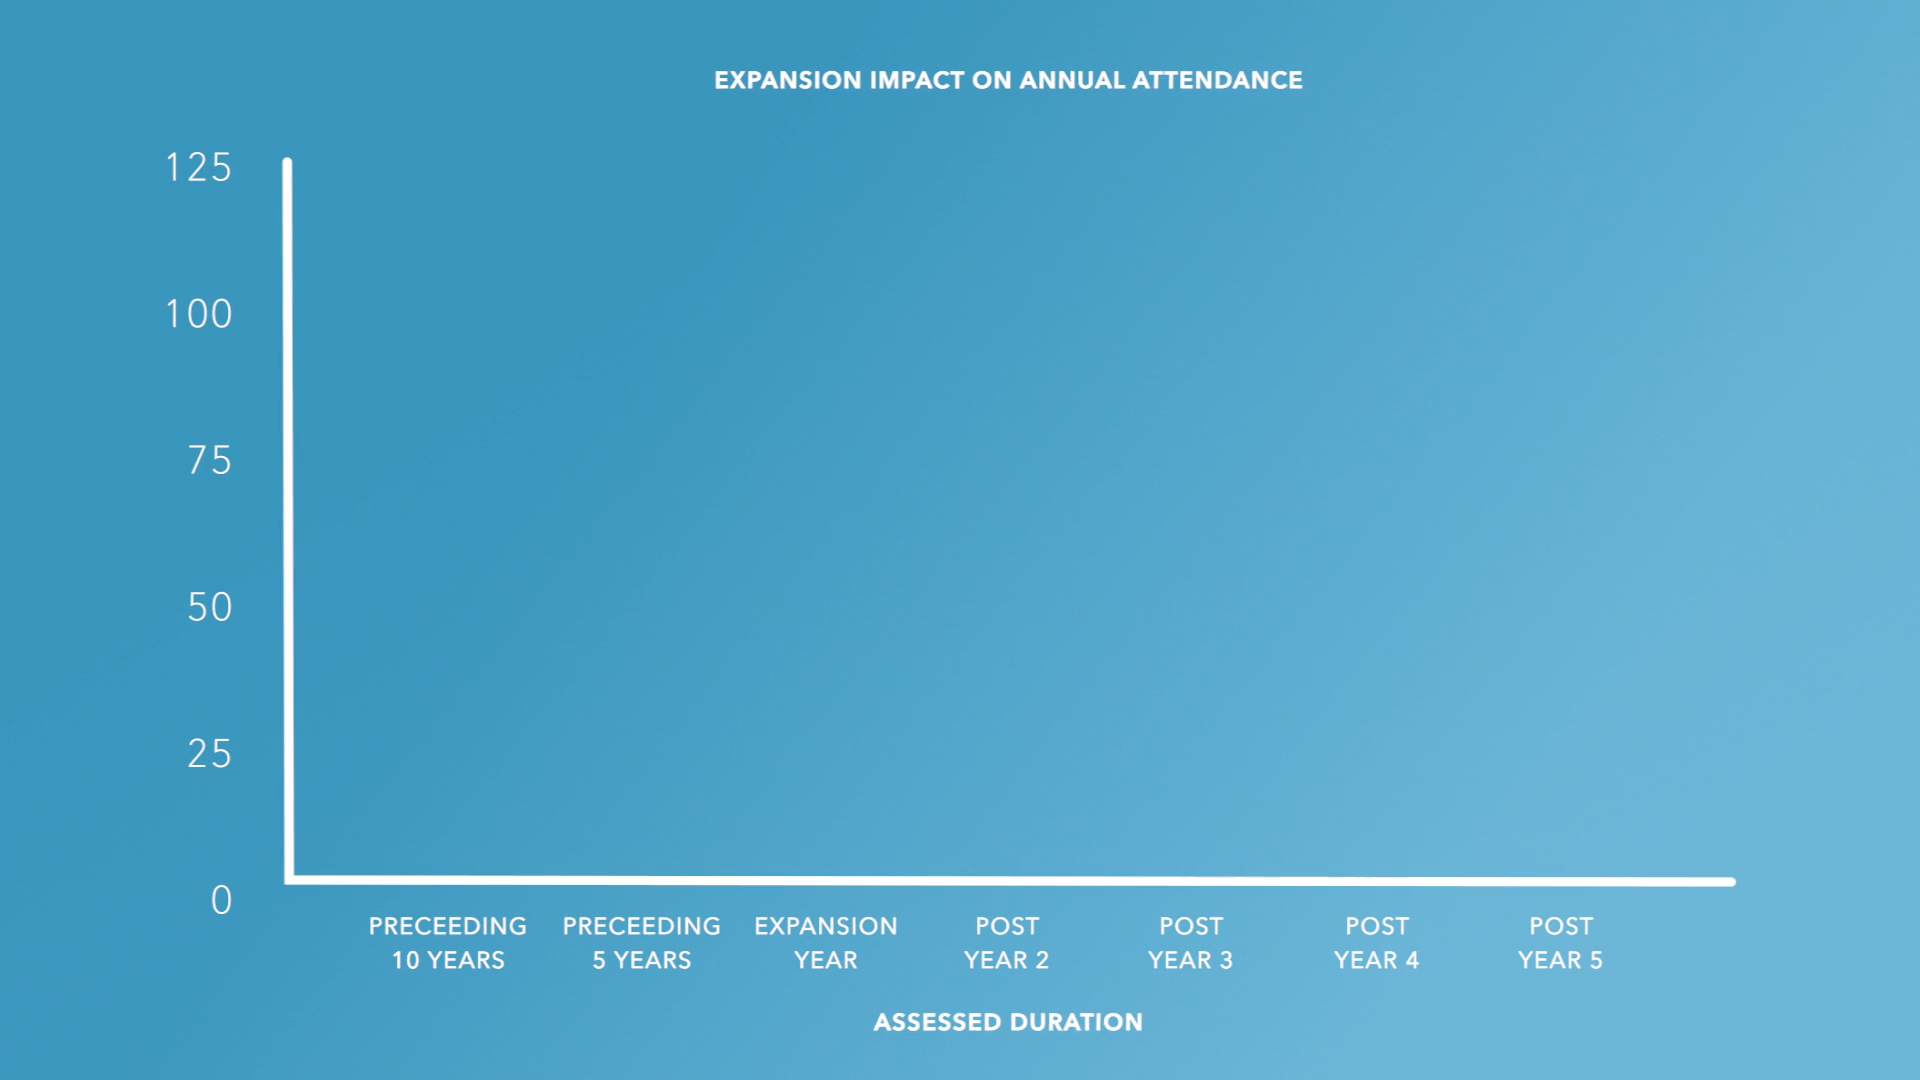 EXPANSION IMPACT ON ANNUAL ATTENDANCE
125
100
75
50
25
0
PRECEEDING
10 YEARS
PRECEEDING
5 YEARS
EXPANSION
YEAR
POST
YEAR 2
POST
YEAR 3
POST
YEAR 4
POST
YEAR 5
ASSESSED DURATION